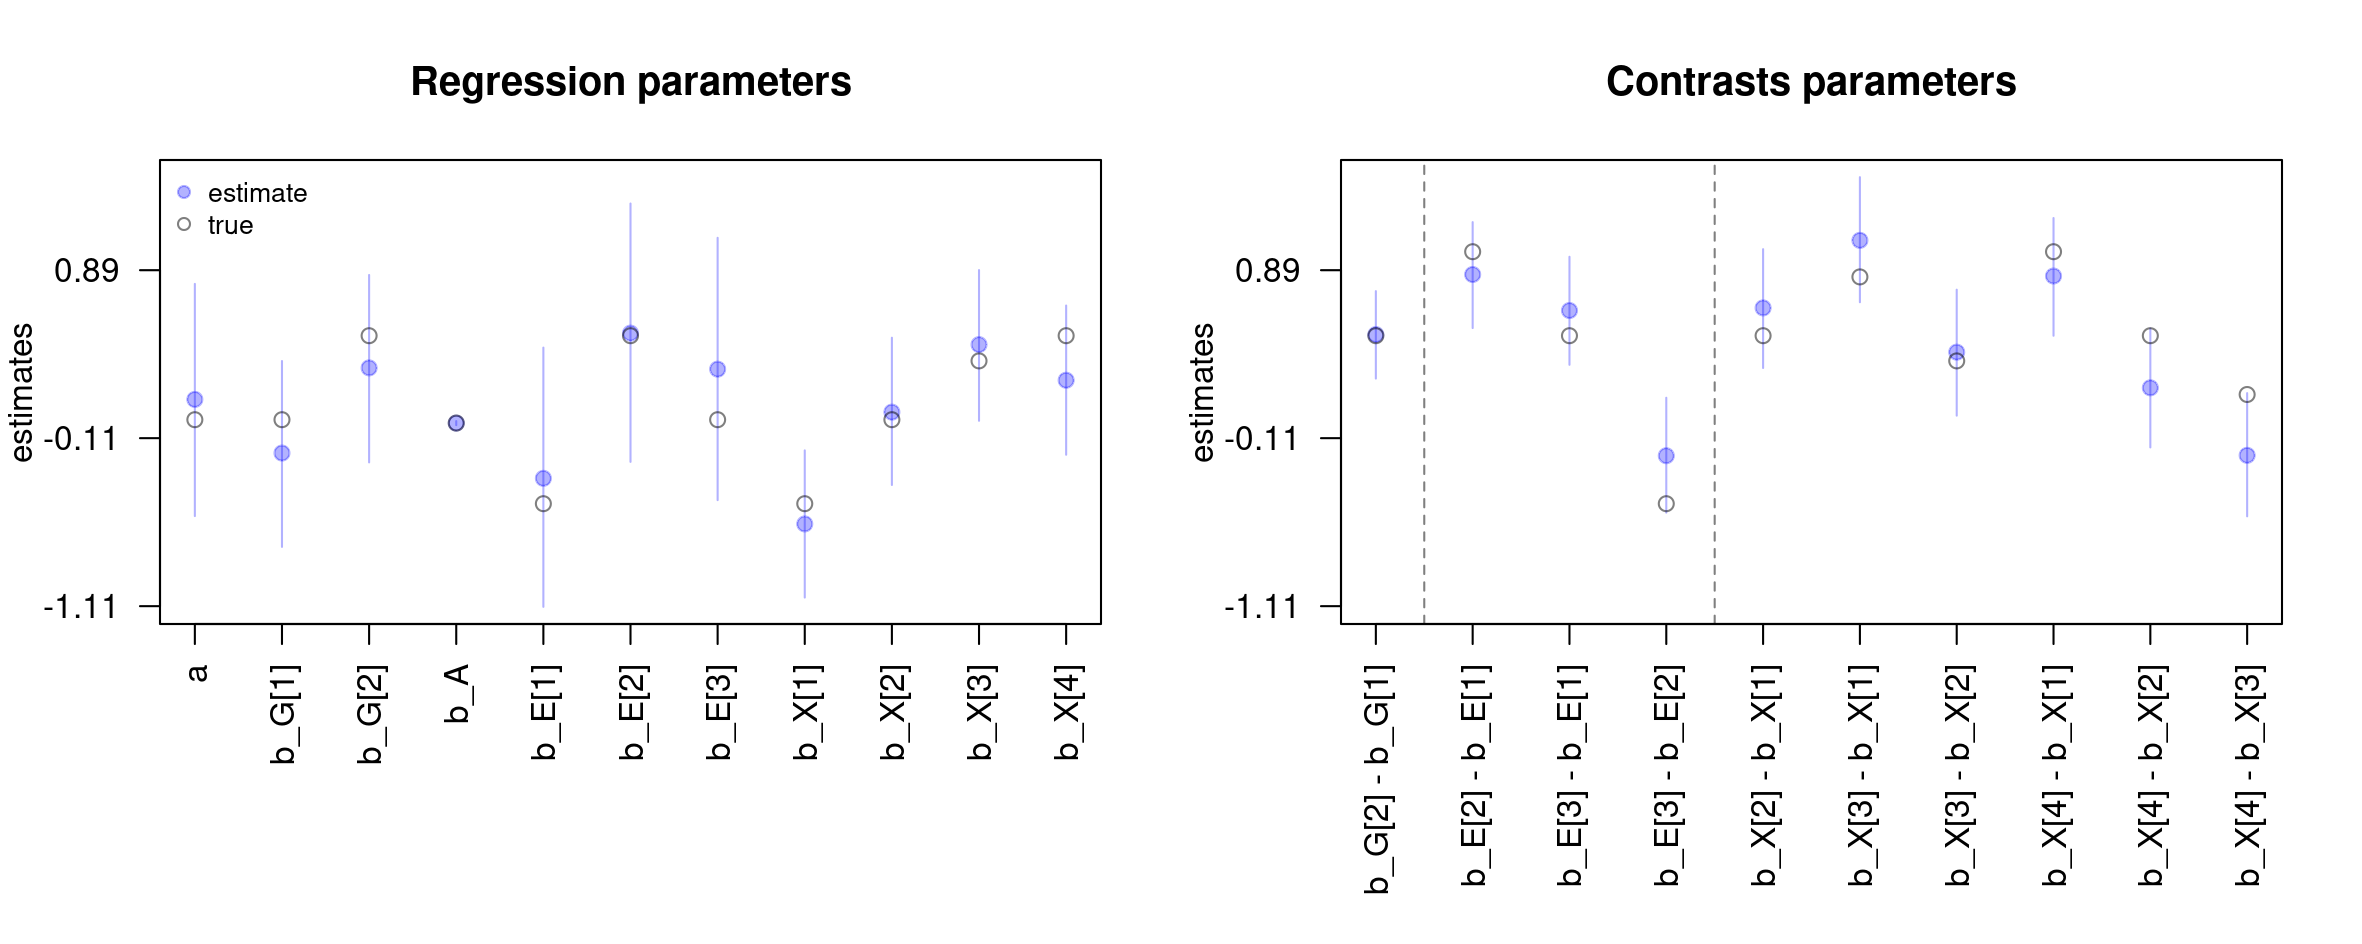 Regression parameters
estimate
true
estimates
0.89
-0.11
-1.11
a
b_G[1]
b_G[2]
b_A
b_E[1]
b_E[2]
b_E[3]
b_X[1]
b_X[2]
b_X[3]
b_X[4]
Contrasts parameters
estimates
0.89
-0.11
-1.11
b_G[2] - b_G[1]
b_E[2] - b_E[1]
b_E[3] - b_E[1]
b_E[3] - b_E[2]
b_X[2] - b_X[1]
b_X[3] - b_X[1]
b_X[3] - b_X[2]
b_X[4] - b_X[1]
b_X[4] - b_X[2]
b_X[4] - b_X[3]